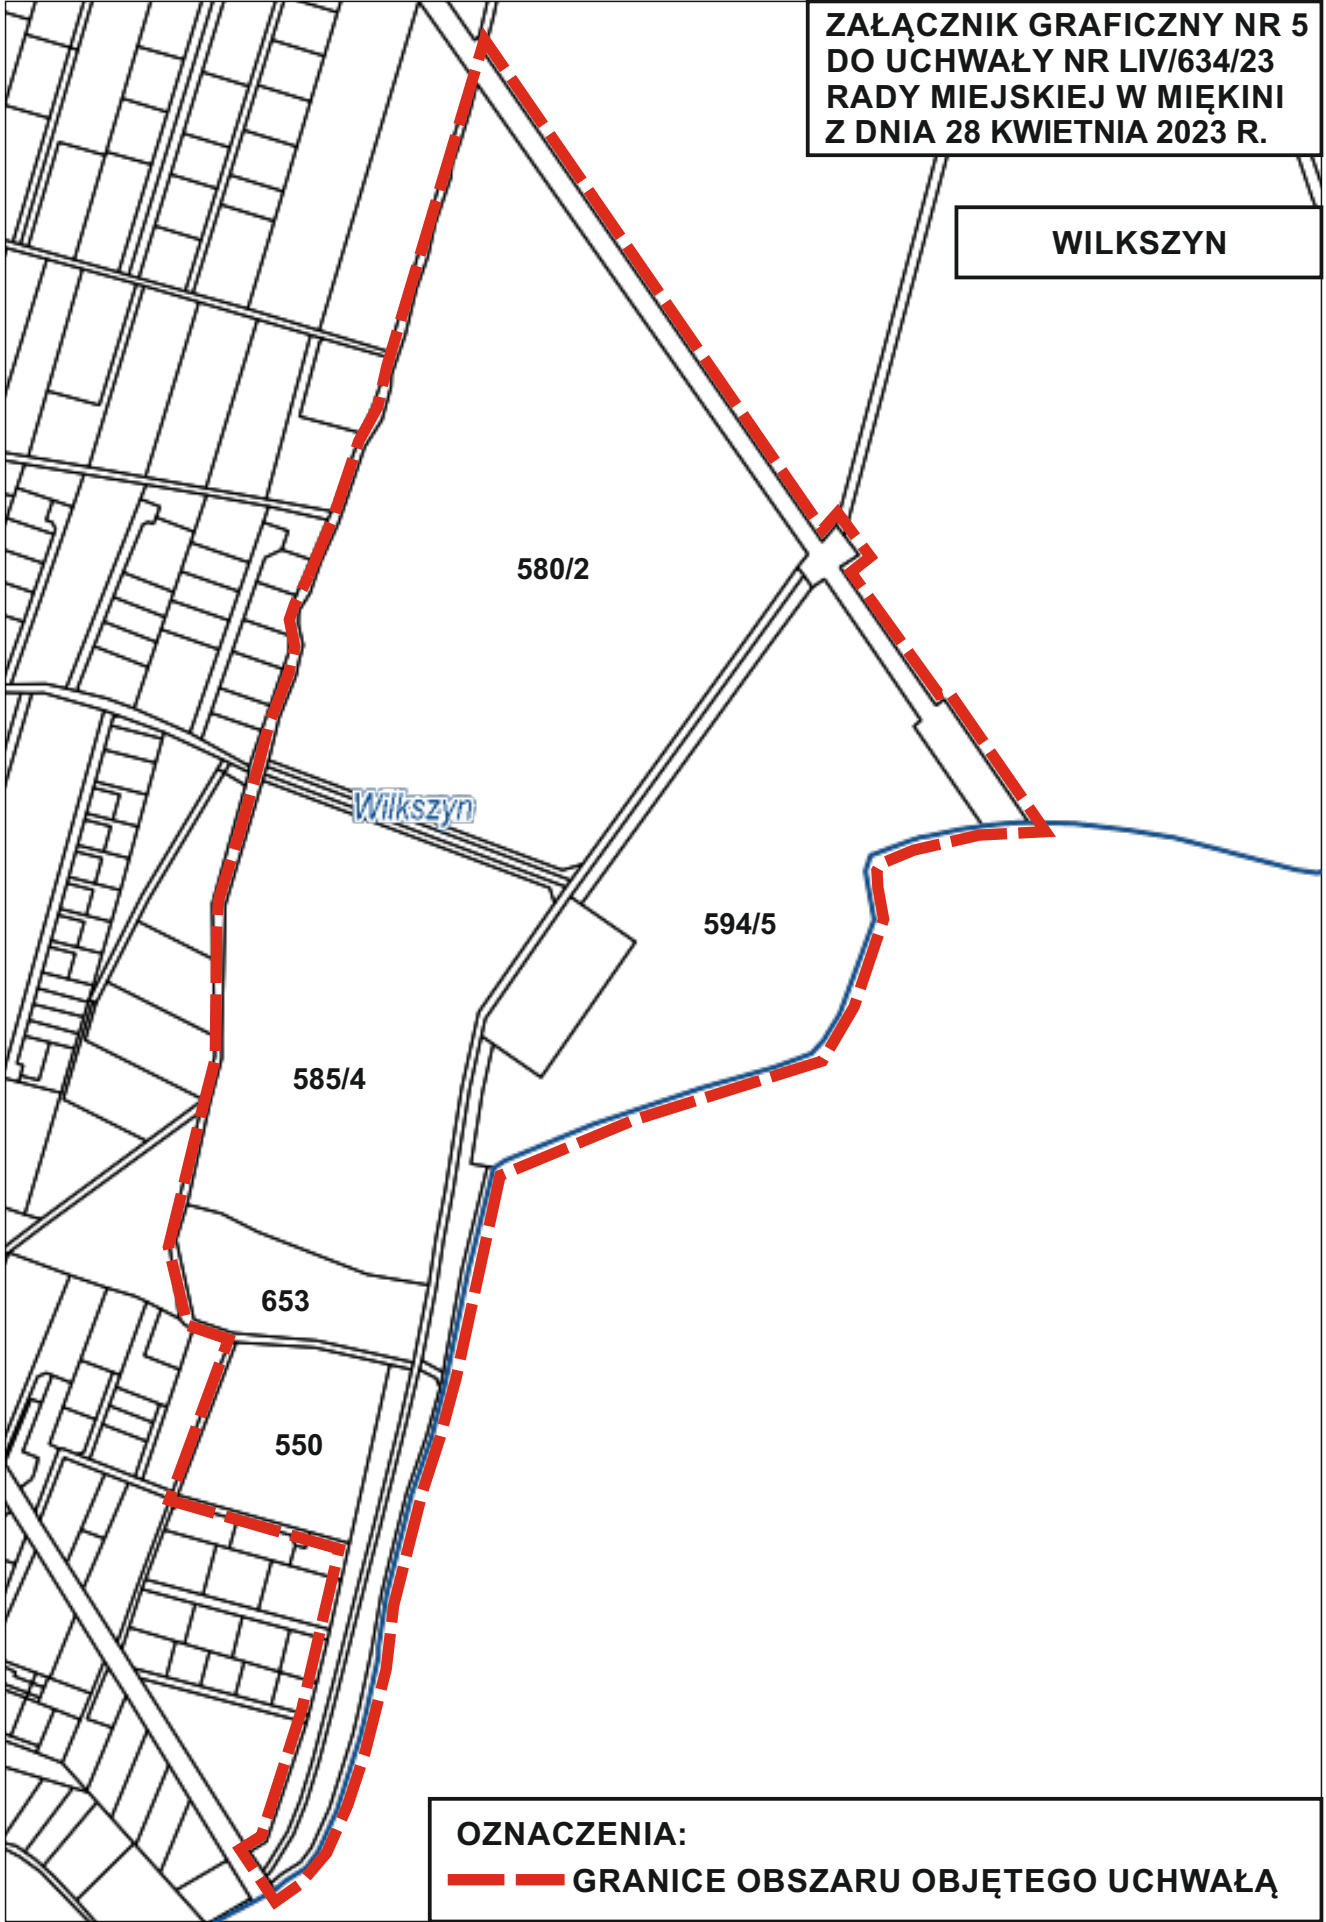 ZAŁĄCZNIK GRAFICZNY NR 5
DO UCHWAŁY NR LIV/634/23
RADY MIEJSKIEJ W MIĘKINI
Z DNIA 28 KWIETNIA 2023 R.
WILKSZYN
580/2
Wilkszyn
594/5
585/4
653
550
OZNACZENIA:
GRANICE OBSZARU OBJĘTEGO UCHWAŁĄ